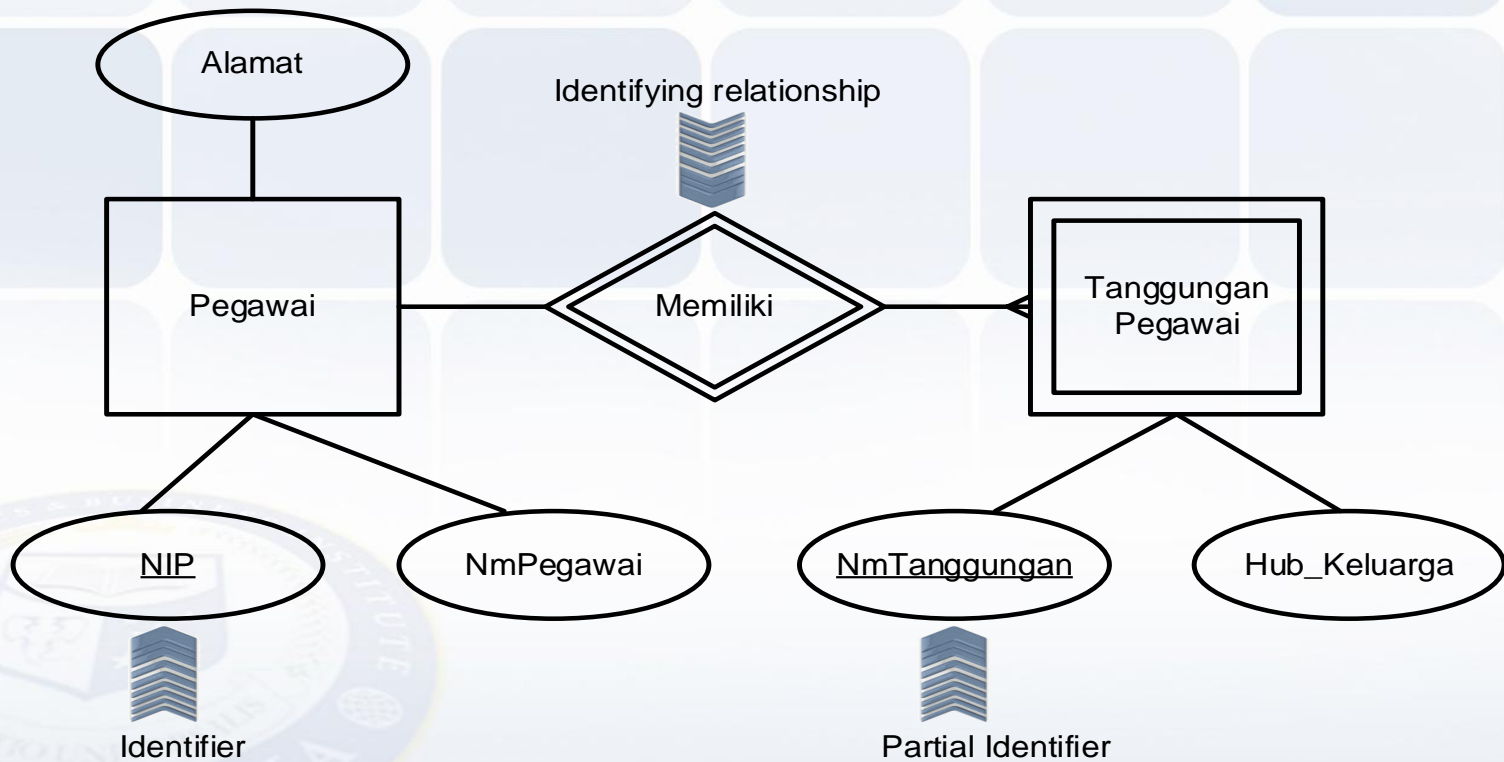 Alamat
Identifying relationship
Pegawai
Memiliki
Tanggungan
Pegawai
NIP
NmPegawai
NmTanggungan
Hub_Keluarga
Identifier
Partial Identifier